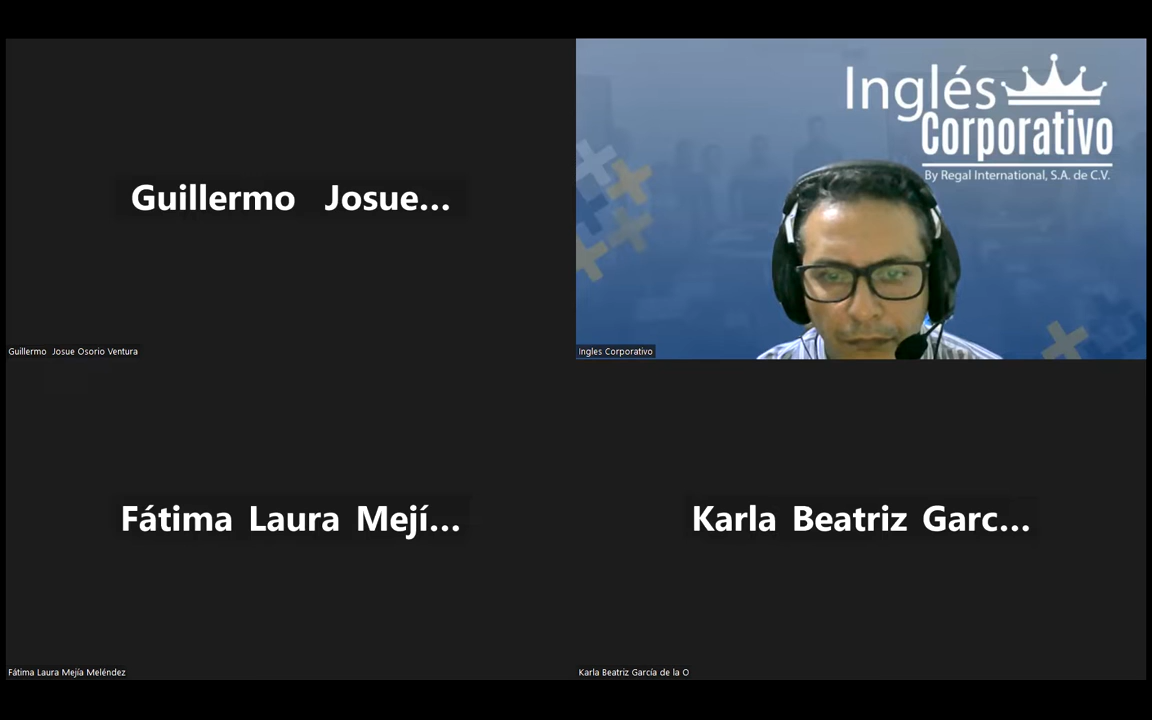 Guillermo Josue...
Guillermo Josue Osorio Ventura
Inglés
Corporativo
By Regal International, S.A. de C.V.
Ingles Corporativo
Fátima Laura Mejí...
Fátima Laura Mejía Meléndez
Karla Beatriz Garc...
Karla Beatriz García de la O